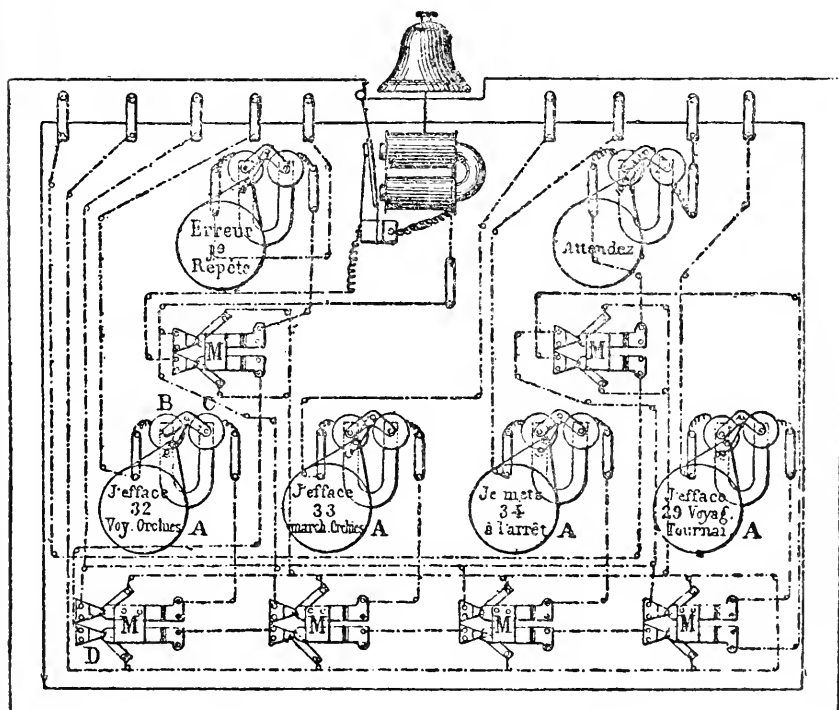 Erreur
je
Répète
Attendez
M
M
B C
J'efface
32
Voy. Orchies
A
J'efface
33
march. Orchies
A
Je mets
34
à l'arrêt
A
J'efface
29 Voyag.
Tournai
A
M
M
M
M
D